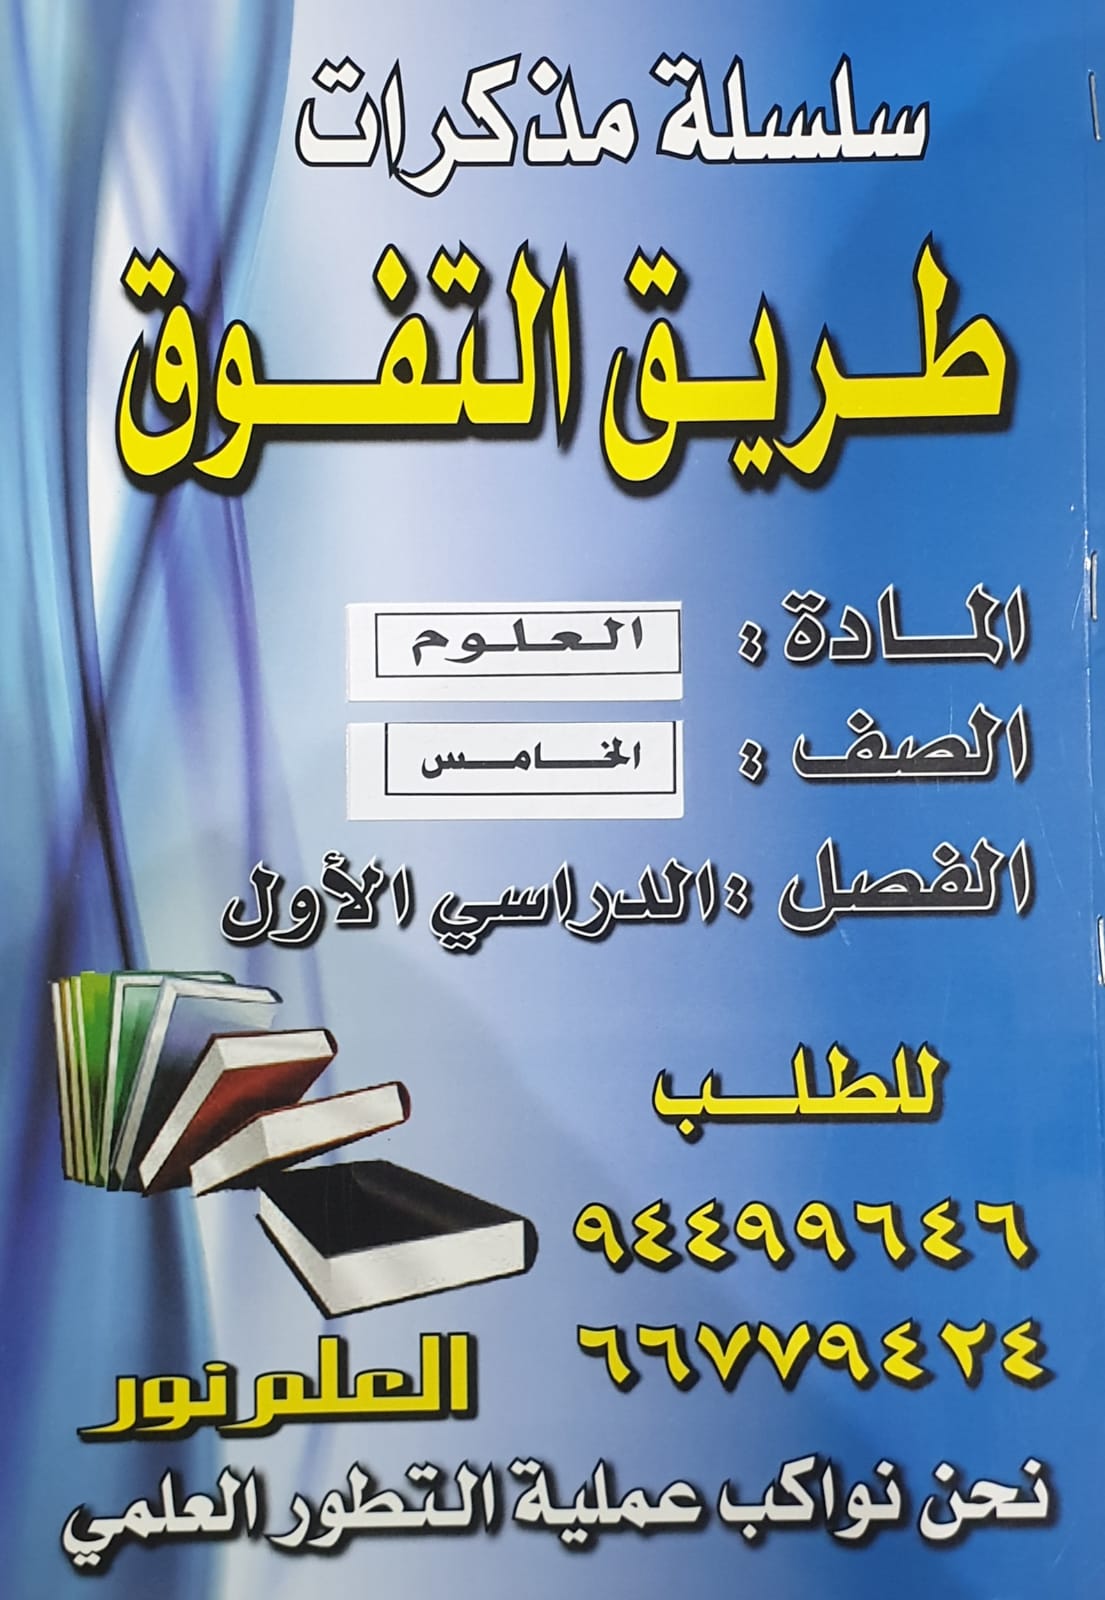 سلسلة مذكرات
طريق التفوق
المادة : العلوم
الصف : الخامس
الفصل : الدراسي الأول
للطلب
٩٤٤٩٩٦٤٦
٦٦٧٧٩٤٢٤
العلم نور
نحن نواكب عملية التطور العلمي